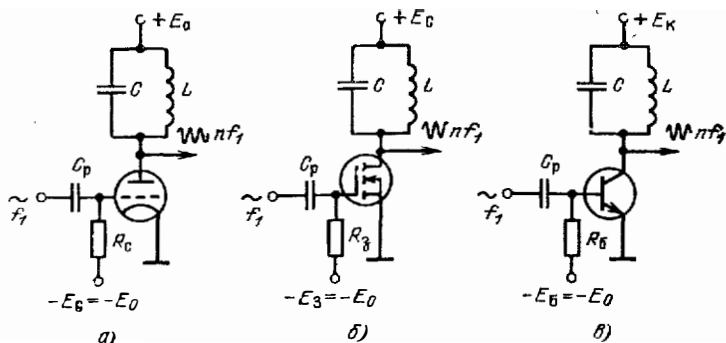 +Eа
+Eс
+Eк
C
L
C
L
C
L
nf₁
nf₁
nf₁
Cр
Cр
Cр
~
f₁
~
f₁
~
f₁
Rс
Rз
Rб
-Eс=-E0
-Eз=-E0
-Eб=-E0
а)
б)
в)